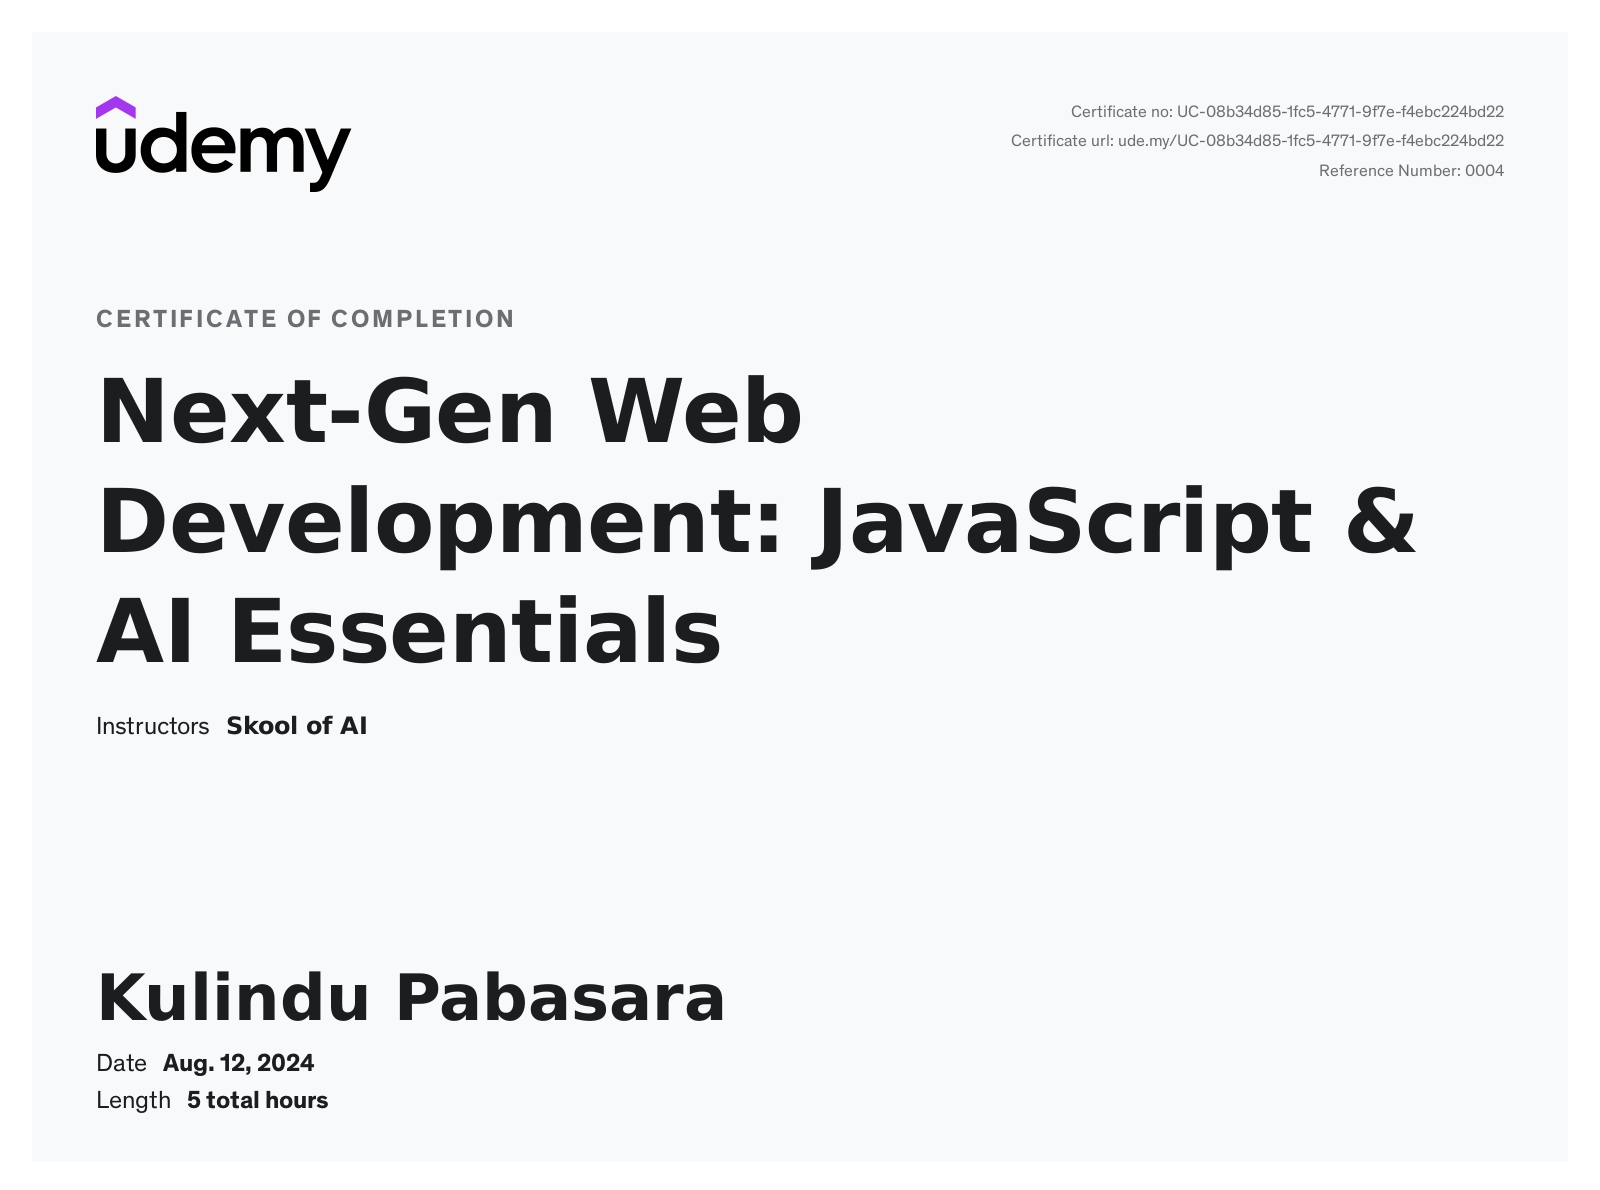 udemy
Certificate no: UC-08b34d85-1fc5-4771-9f7e-f4ebc224bd22
Certificate url: ude.my/UC-08b34d85-1fc5-4771-9f7e-f4ebc224bd22
Reference Number: 0004
CERTIFICATE OF COMPLETION
Next-Gen Web
Development: JavaScript &
AI Essentials
Instructors Skool of AI
Kulindu Pabasara
Date Aug. 12, 2024
Length 5 total hours